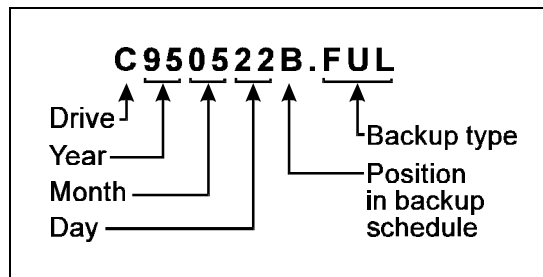 C950522B.FUL
Drive
Year
Month
Day
Backup type
Position
in backup
schedule